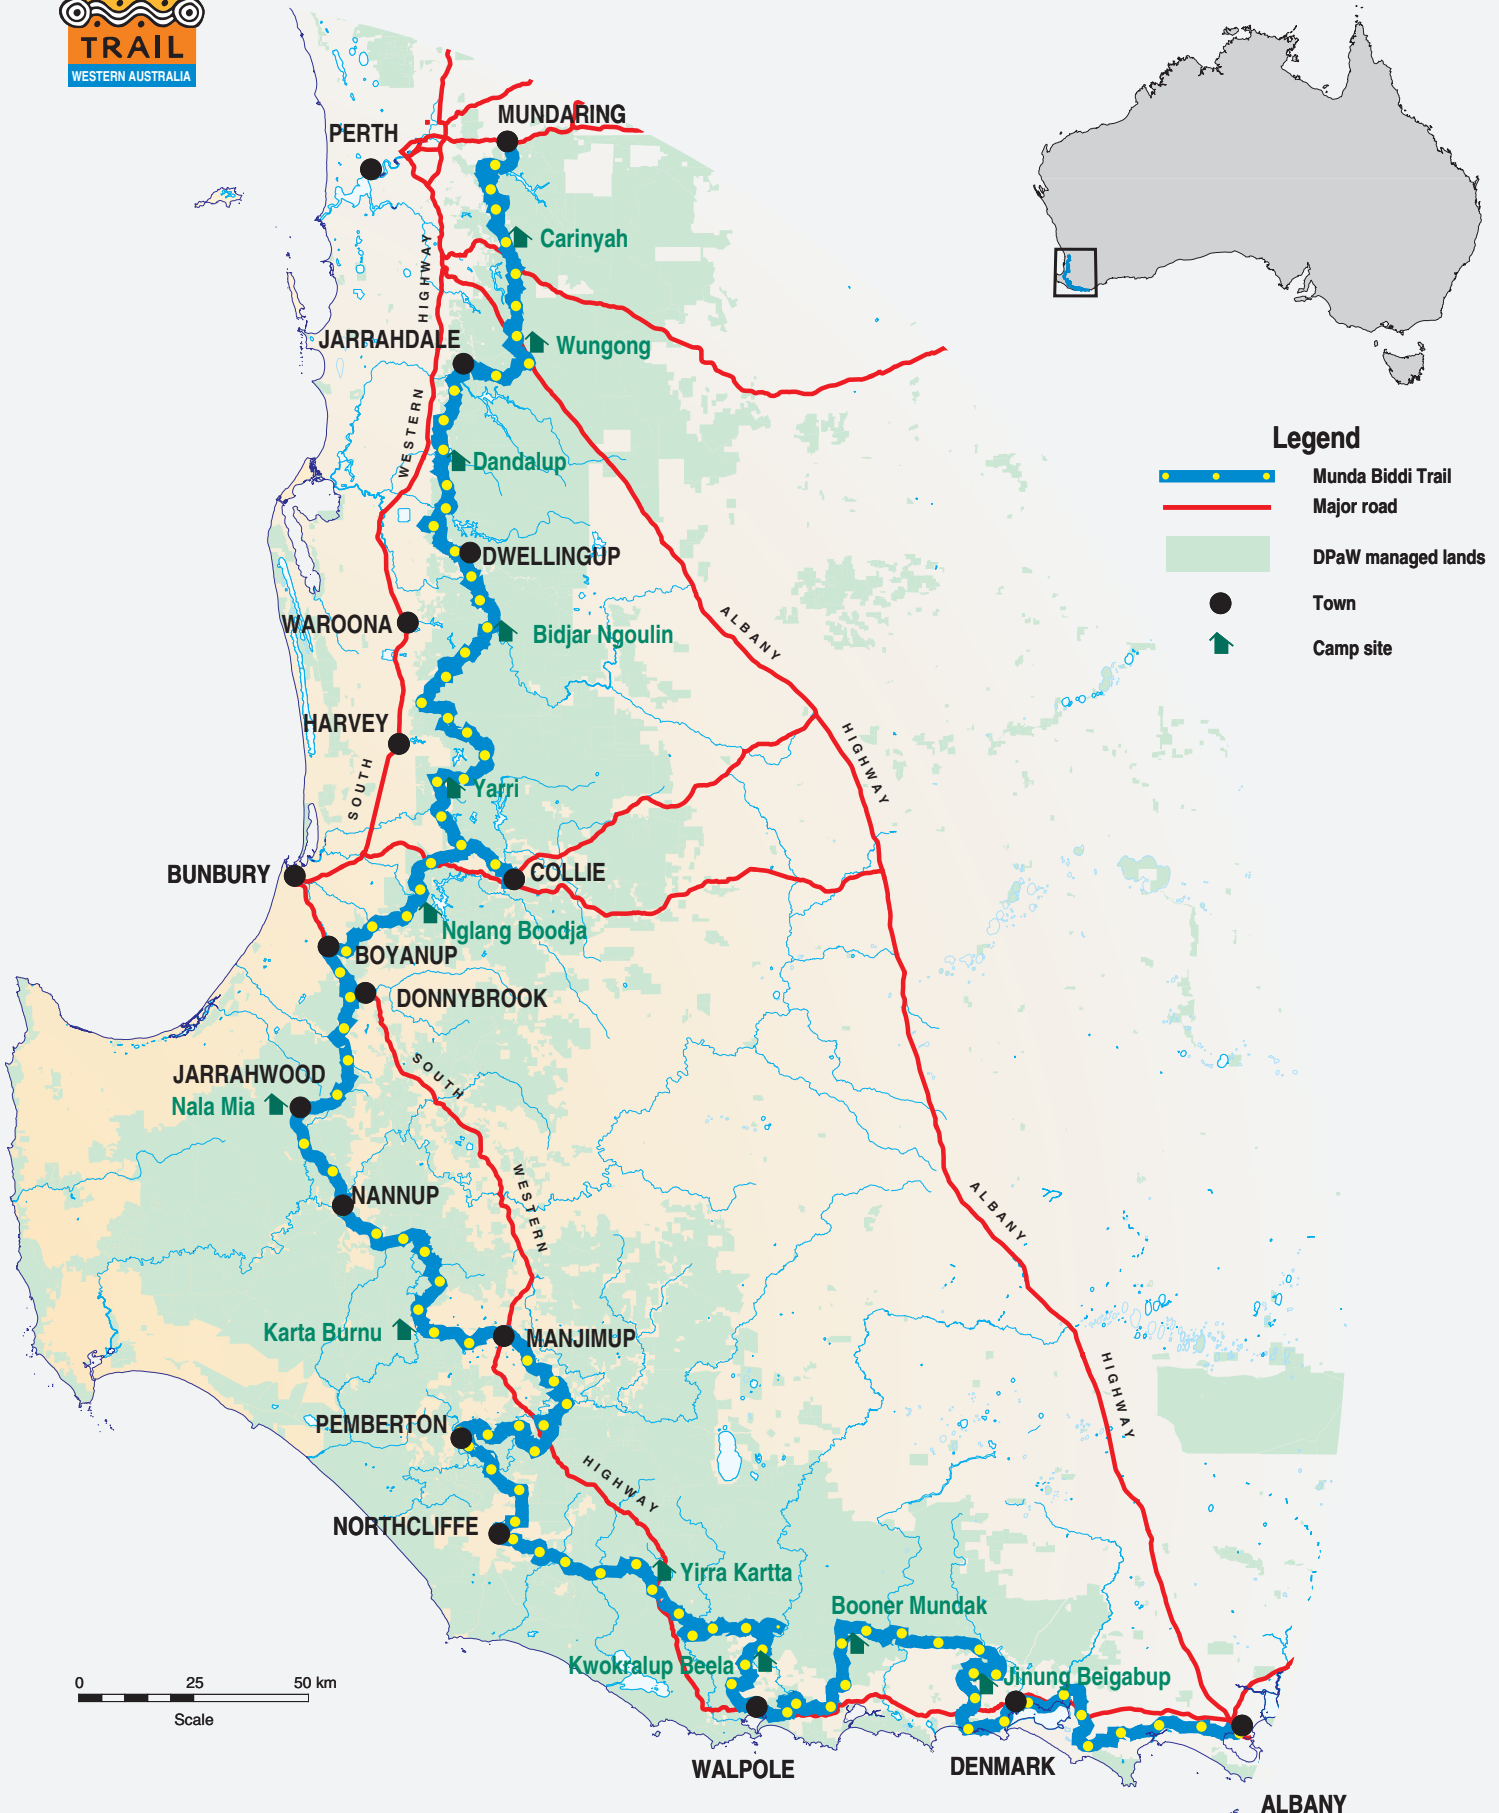 TRAIL
WESTERN AUSTRALIA
MUNDARING
PERTH
Carinyah
HIGHWAY
JARRAHDALE
Wungong
WESTERN
Dandalup
DWELLINGUP
WAROONA
Bidjar Ngoulin
ALBANY
HARVEY
HIGHWAY
SOUTH
Yarri
BUNBURY
COLLIE
Nglang Boodja
BOYANUP
DONNYBROOK
SOUTH
JARRAHWOOD
Nala Mia
WESTERN
NANNUP
ALBANY
Karta Burnu
MANJIMUP
HIGHWAY
PEMBERTON
HIGHWAY
NORTHCLIFFE
Yirra Kartta
Booner Mundak
Kwokralup Beela
Jinung Beigabup
WALPOLE
DENMARK
ALBANY
Legend
Munda Biddi Trail
Major road
DPaW managed lands
Town
Camp site
0 25 50 km
Scale